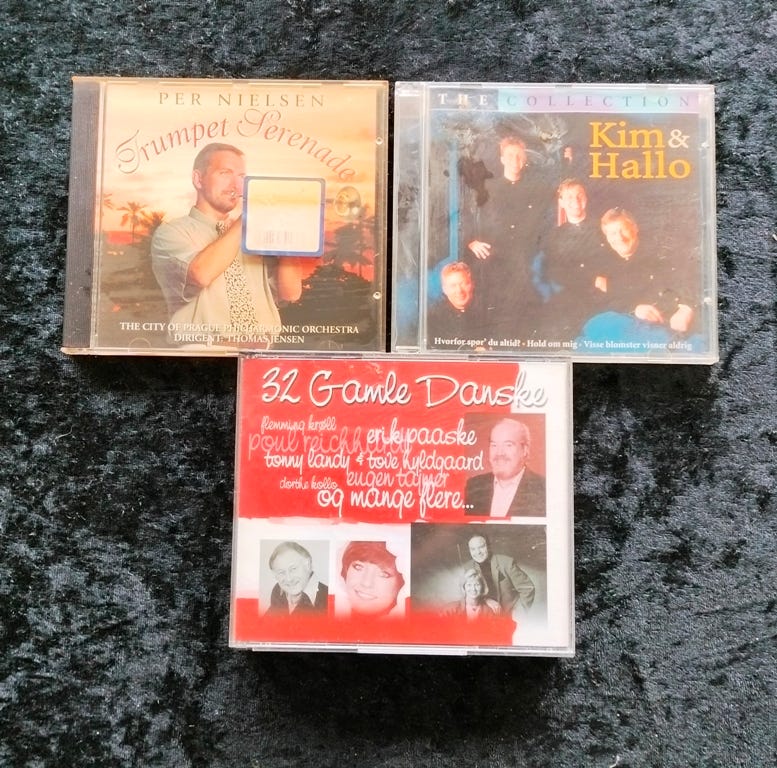 PER NIELSEN
Trumpet Serenade
THE CITY OF PRAGUE PHILHARMONIC ORCHESTRA
DIRIGENT: THOMAS JENSEN
THE COLLECTION
Kim &
Hallo
Hvorfor spør' du altid? - Hold om mig - Visse blomster visner aldrig
32 Gamle Danske
flemming krøll
poul reichhardt erik paaske
tonny landy & tove hyldgaard
eugen tajmer
dorthe kollo
og mange flere...